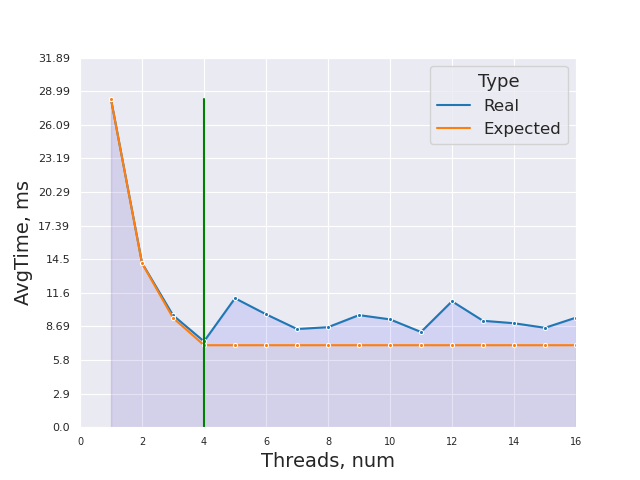 31.89
28.99
26.09
23.19
20.29
17.39
14.5
11.6
8.69
5.8
2.9
0.0
AvgTime, ms
Type
Real
Expected
0 2 4 6 8 10 12 14 16
Threads, num